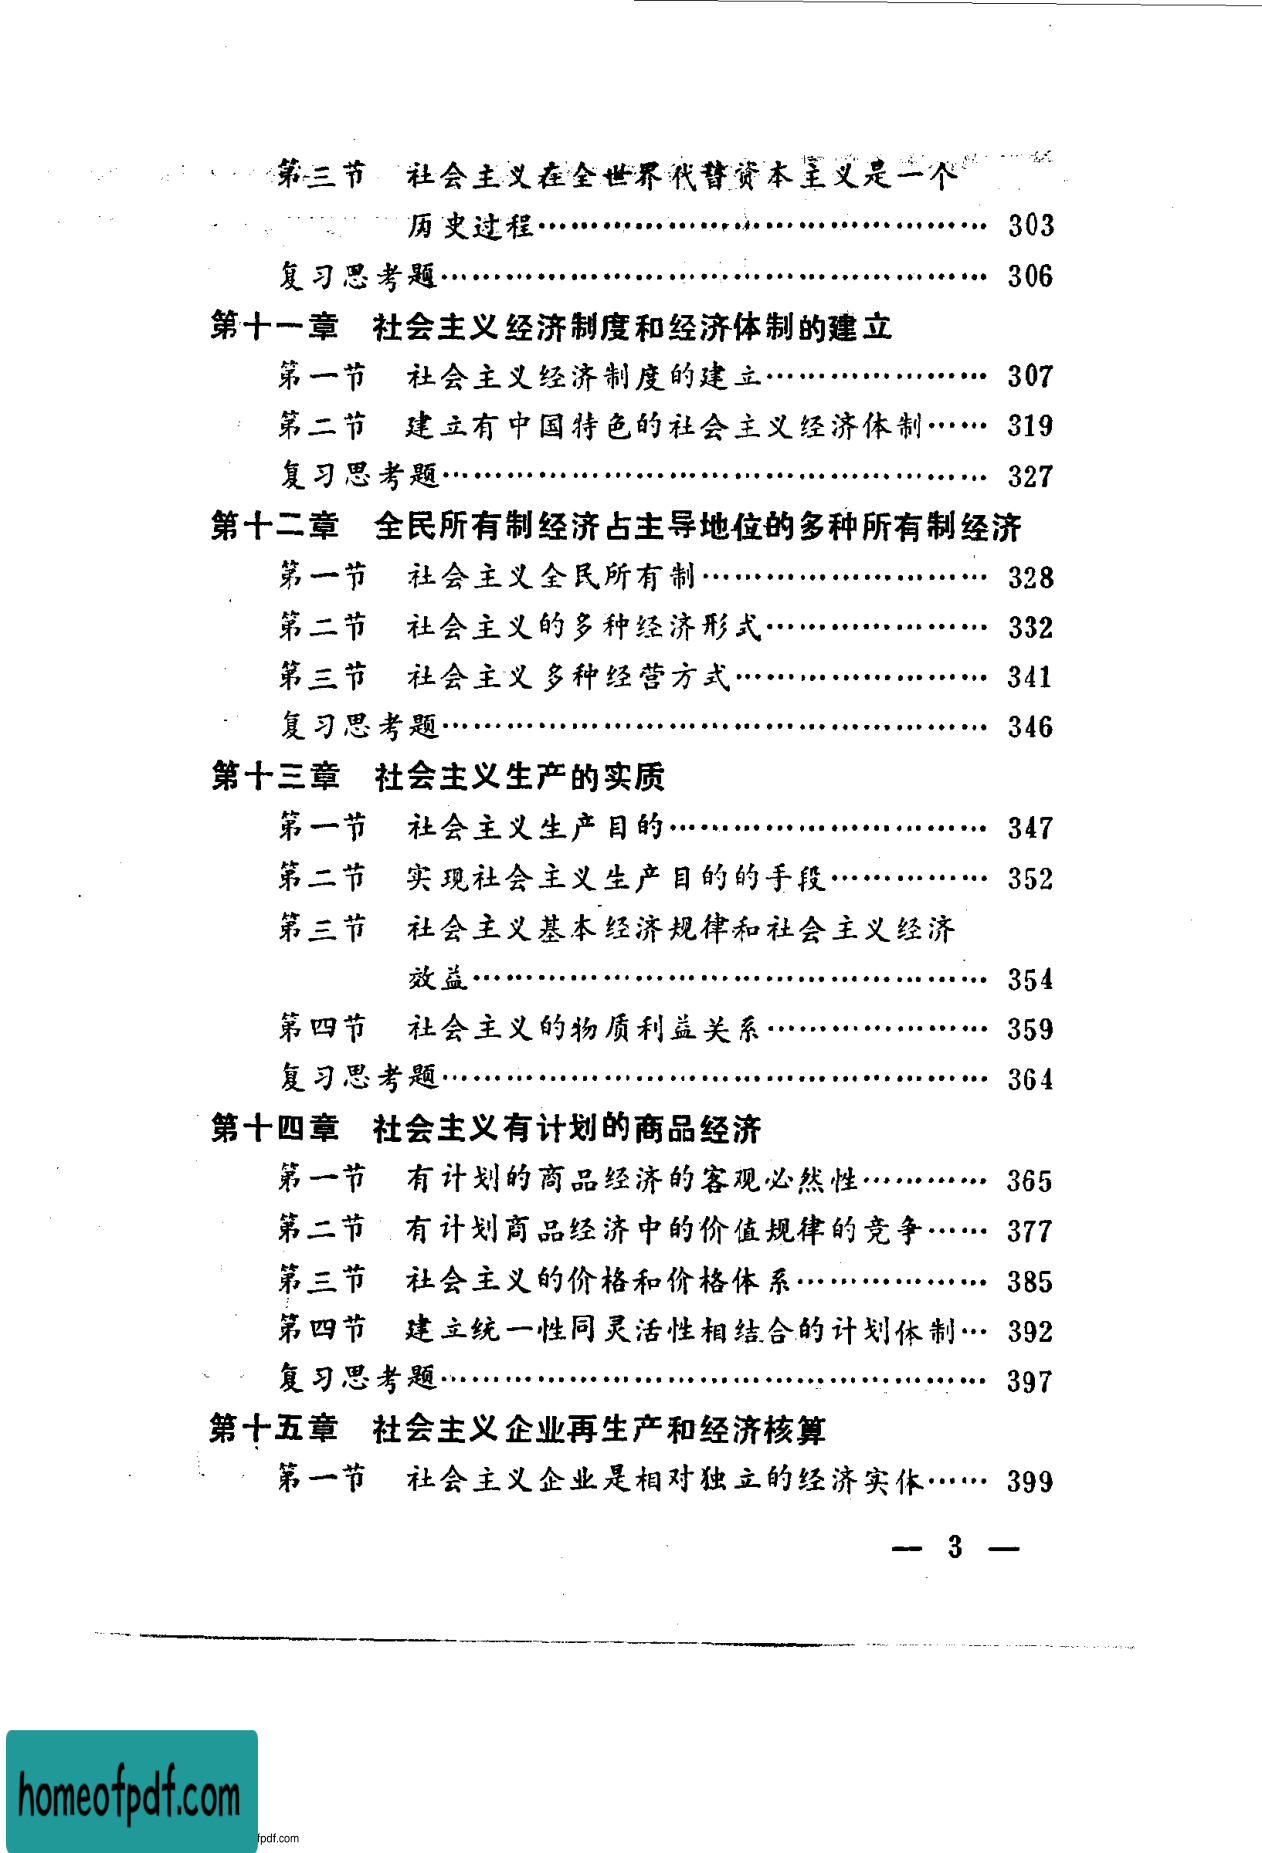 第三节 社会主义在全世界代替资本主义是一个
历史过程…………………………………… 303
复习思考题…………………………………………… 306
第十一章 社会主义经济制度和经济体制的建立
第一节 社会主义经济制度的建立………………… 307
第二节 建立有中国特色的社会主义经济体制…… 319
复习思考题…………………………………………… 327
第十二章 全民所有制经济占主导地位的多种所有制经济
第一节 社会主义全民所有制……………………… 328
第二节 社会主义的多种经济形式………………… 332
第三节 社会主义多种经营方式…………………… 341
复习思考题…………………………………………… 346
第十三章 社会主义生产的实质
第一节 社会主义生产目的………………………… 347
第二节 实现社会主义生产目的的手段…………… 352
第三节 社会主义基本经济规律和社会主义经济
效益………………………………………… 354
第四节 社会主义的物质利益关系………………… 359
复习思考题…………………………………………… 364
第十四章 社会主义有计划的商品经济
第一节 有计划的商品经济的客观必然性………… 365
第二节 有计划商品经济中的价值规律的竞争…… 377
第三节 社会主义的价格和价格体系……………… 385
第四节 建立统一性同灵活性相结合的计划体制… 392
复习思考题…………………………………………… 397
第十五章 社会主义企业再生产和经济核算
第一节 社会主义企业是相对独立的经济实体…… 399
— 3 —
homeofpdf.com
fpdf.com